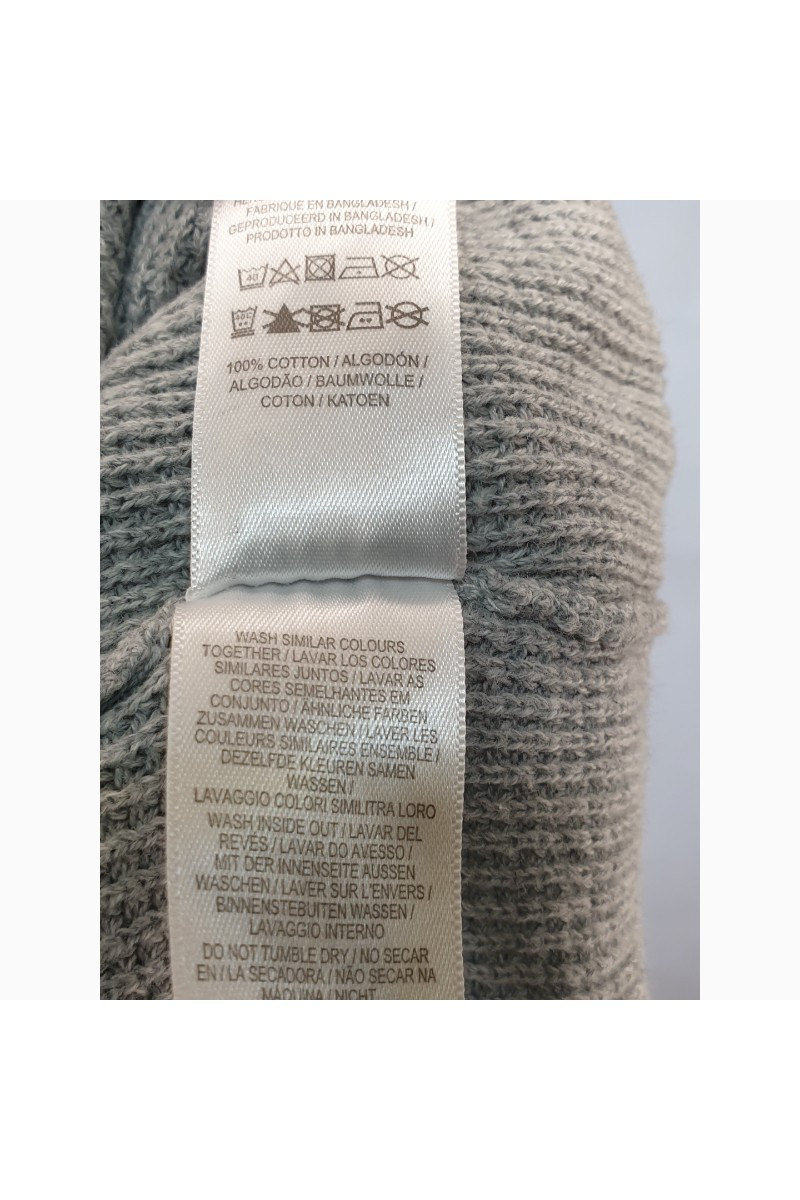 FABRIQUE EN BANGLADESH /
GEPRODUCEERD IN BANGLADESH /
PRODOTTO IN BANGLADESH
40
40C
100% COTTON / ALGODÓN /
ALGODÃO / BAUMWOLLE /
COTON / KATOEN
WASH SIMILAR COLOURS
TOGETHER / LAVAR LOS COLORES
SIMILARES JUNTOS / LAVAR AS
CORES SEMELHANTES EM
CONJUNTO / ÄHNLICHE FARBEN
ZUSAMMEN WASCHEN / LAVER LES
COULEURS SIMILAIRES ENSEMBLE /
DEZELFDE KLEUREN SAMEN
WASSEN /
LAVAGGIO COLORI SIMILITRA LORO
WASH INSIDE OUT / LAVAR DEL
REVÉS / LAVAR DO AVESSO /
MIT DER INNENSEITE AUSSEN
WASCHEN / LAVER SUR L'ENVERS /
BINNENSTEBUITEN WASSEN /
LAVAGGIO INTERNO
DO NOT TUMBLE DRY / NO SECAR
EN / LA SECADORA / NÃO SECAR NA
MÁQUINA / NICHT